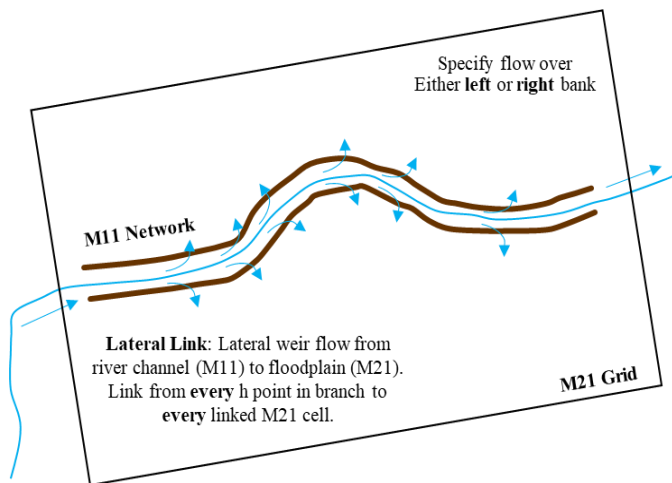 Specify flow over
Either left or right bank
M11 Network
Lateral Link: Lateral weir flow from
river channel (M11) to floodplain (M21).
Link from every h point in branch to
every linked M21 cell.
M21 Grid